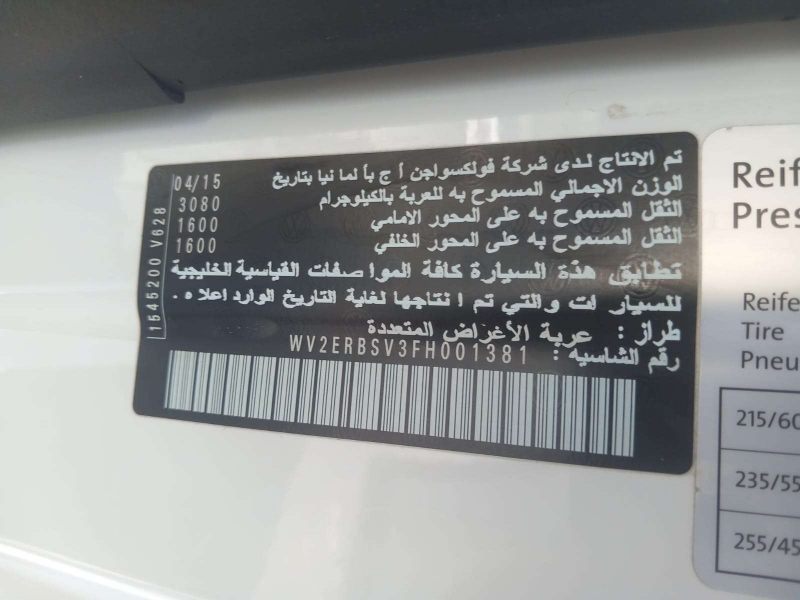 تم الانتاج لدى شركة فولكسواجن أ ج بألمانيا بتاريخ 04/15
الوزن الاجمالي المسموح به للعربة بالكيلوجرام 3080
الثقل المسموح به على المحور الامامي 1600
الثقل المسموح به على المحور الخلفي 1600
تطابق هذة السيارة كافة المواصفات القياسية الخليجية
للسيارات والتي تم انتاجها لغاية التاريخ الوارد اعلاه.
طراز: عربة الأغراض المتعددة
رقم الشاسية: WV2ERBSV3FH001381
1545200 V628
Reif
Pres
Reife
Tire
Pneu
215/60
235/55
255/45